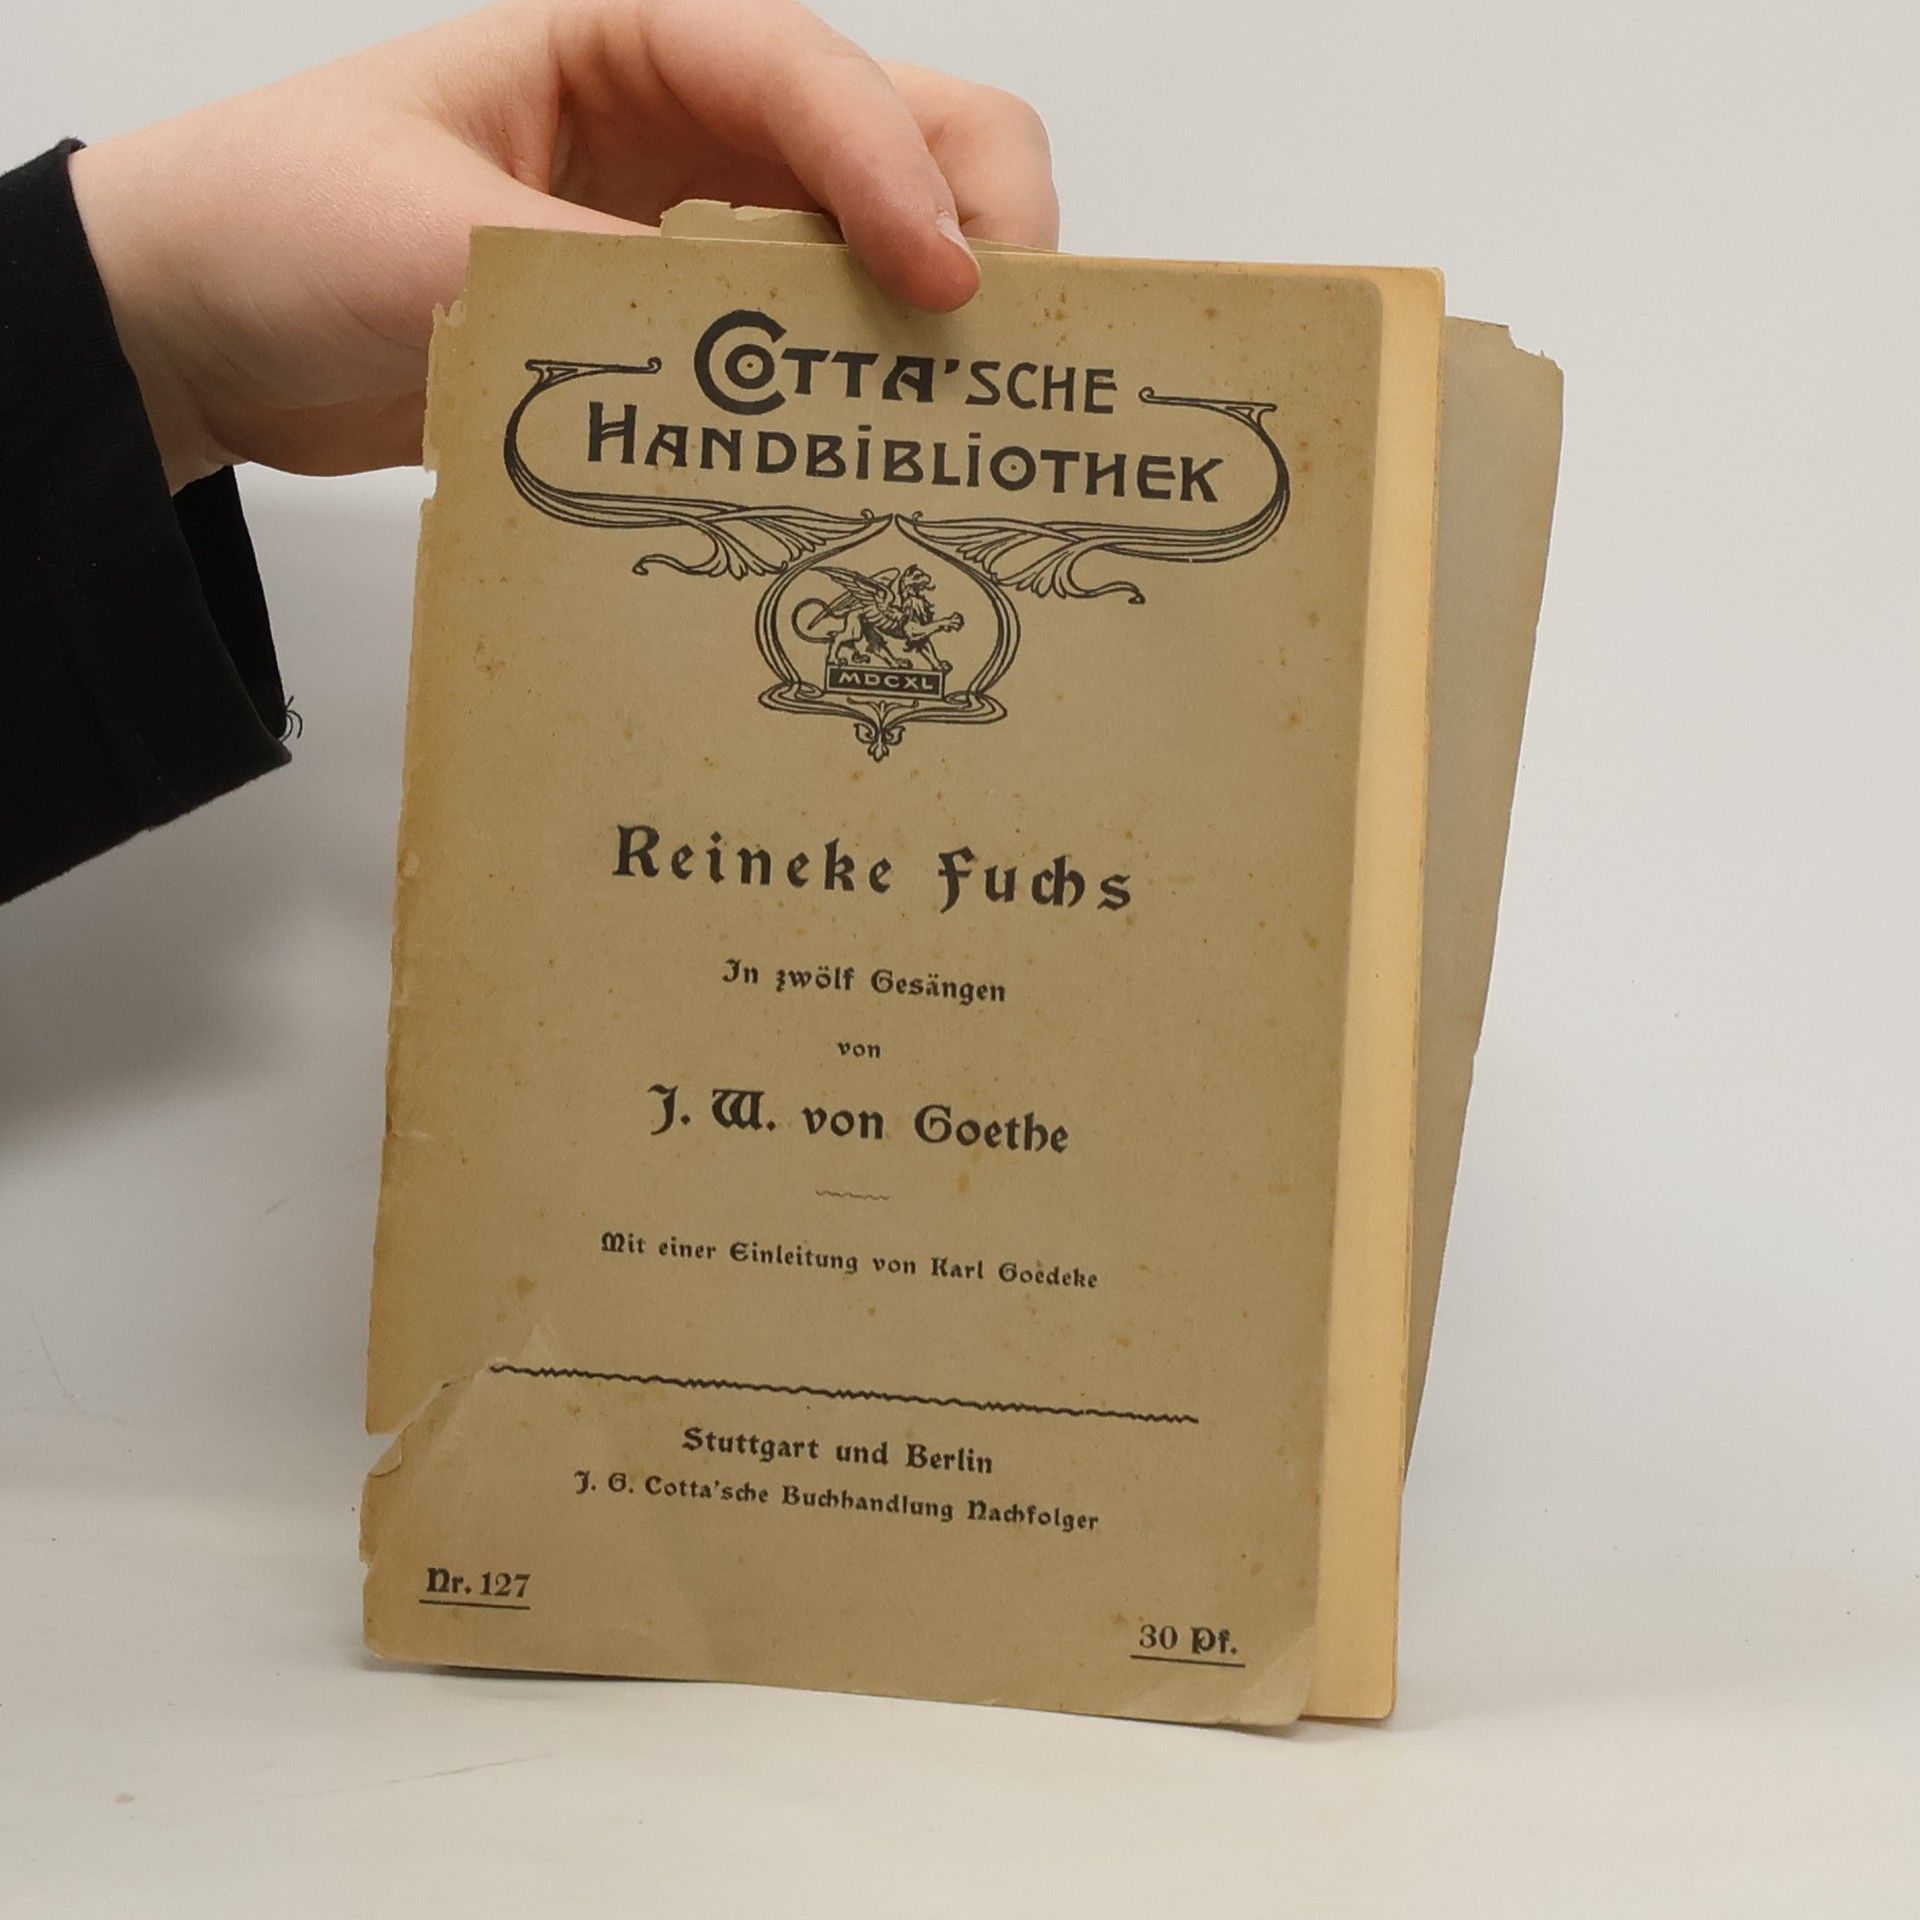 COTTA'SCHE
HANDBIBLIOTHEK
MDCXL
Reineke Fuchs
In zwölf Gesängen
von
J. W. von Goethe
Mit einer Einleitung von Karl Goedeke
Stuttgart und Berlin
J. G. Cotta'sche Buchhandlung Nachfolger
Nr. 127
30 Pf.